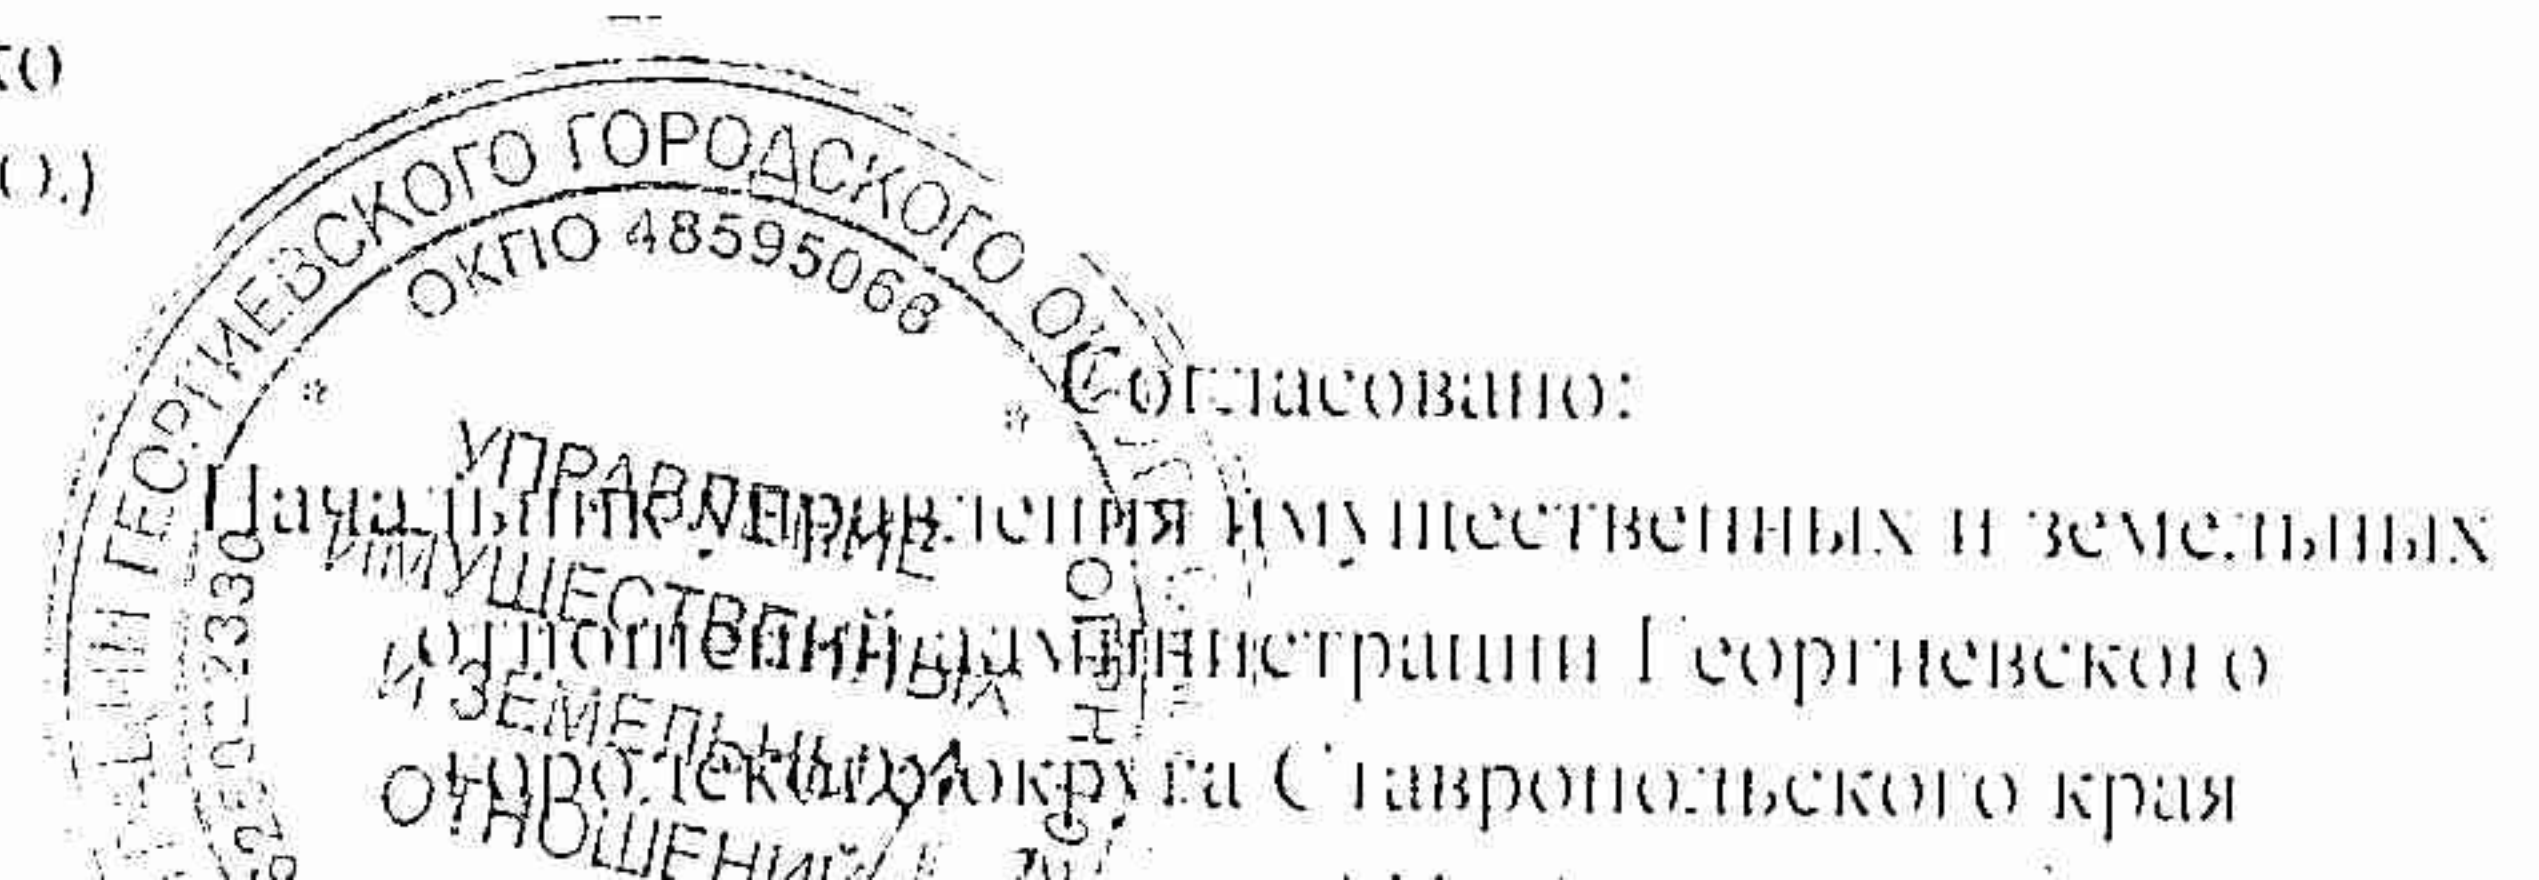 ГЕОРГИЕВСКОГО ГОРОДСКОГО
ОКПО 48595068
Согласовано:
Начальник управления имущественных и земельных
отношений администрации Георгиевского
городского округа Ставропольского края
УПРАВЛЕНИЕ
ИМУЩЕСТВЕННЫХ
И ЗЕМЕЛЬНЫХ
ОТНОШЕНИЙ